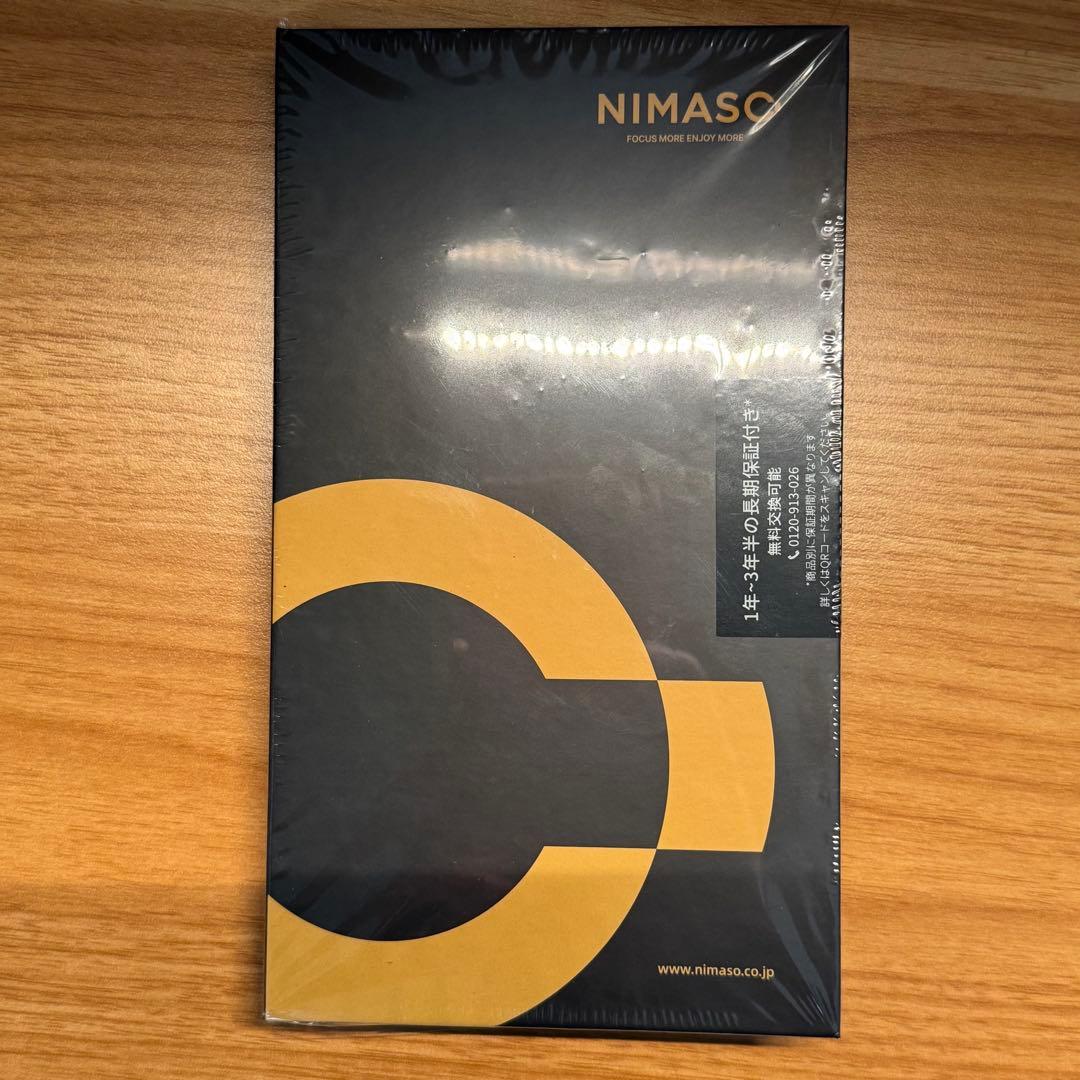 NIMASO
FOCUS MORE ENJOY MORE
1年~3年半の長期保証付き*
無料交換可能
0120-913-026
*商品別に保証期間が異なります
詳しくはQRコードをスキャンしてください
www.nimaso.co.jp